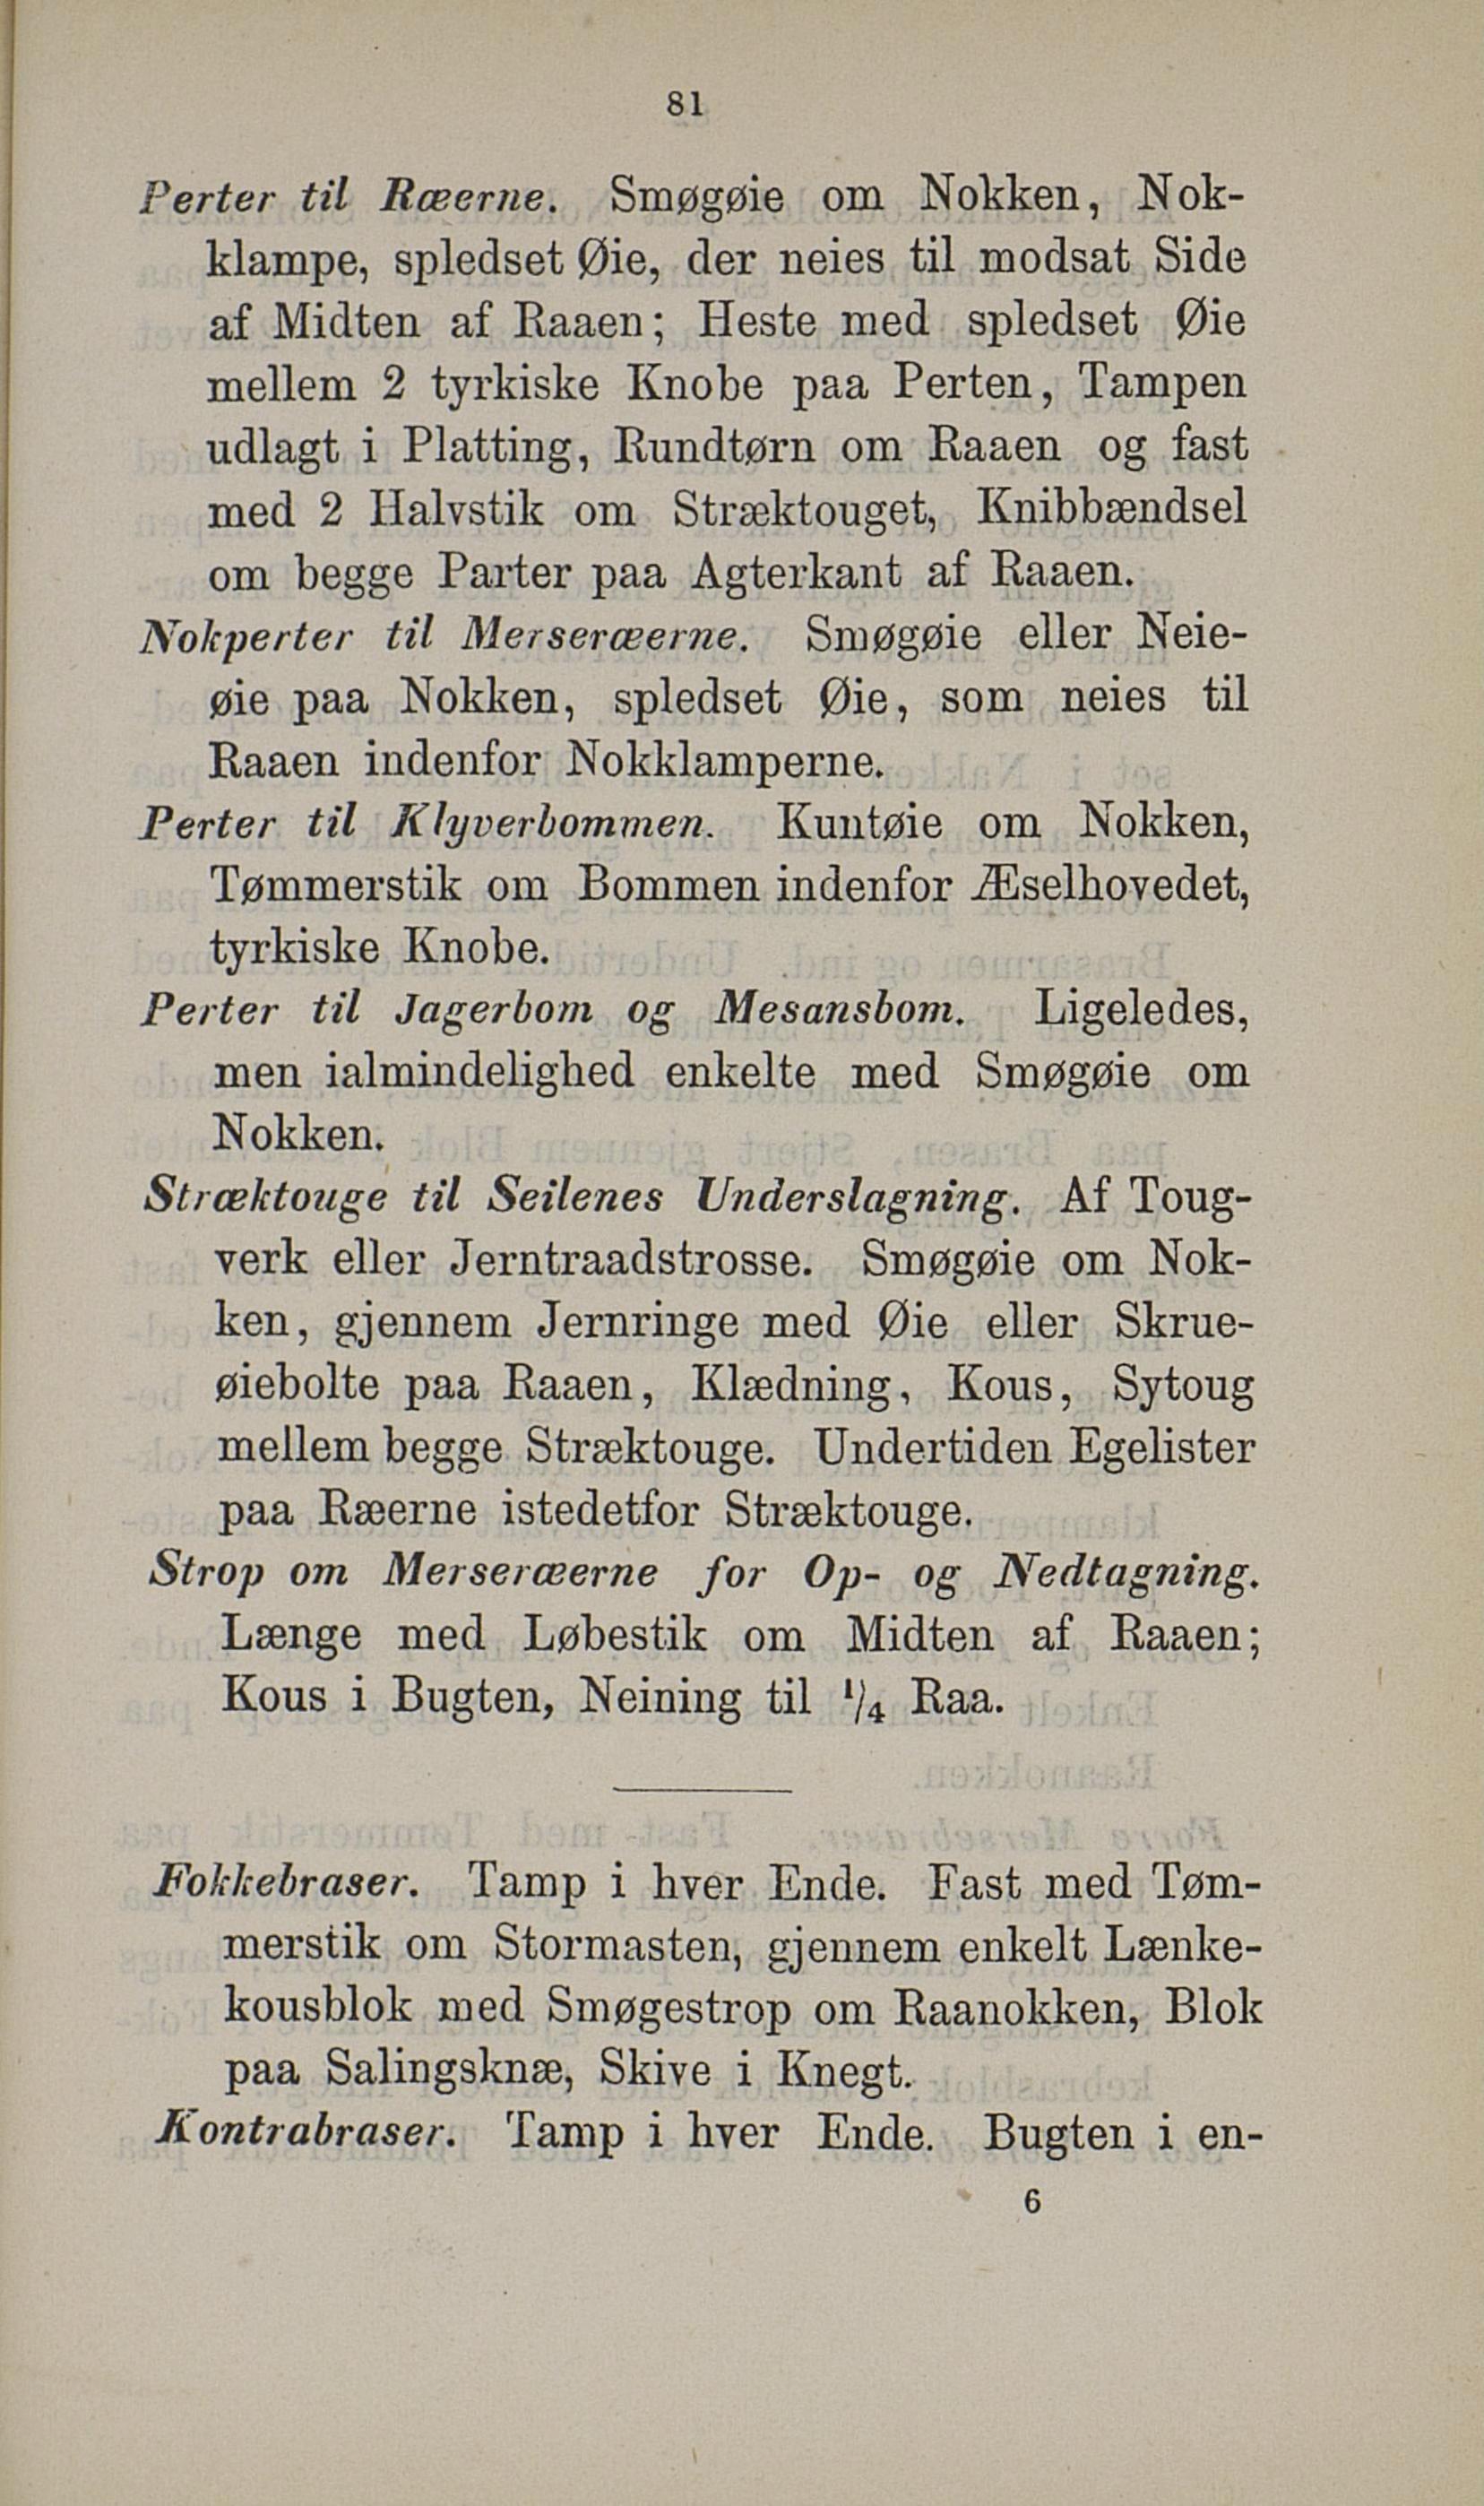 81
Perter til Ræerne. Smøgøie om Nokken, Nok-
klampe, spledset Øie, der neies til modsat Side
af Midten af Raaen; Heste med spledset Øie
mellem 2 tyrkiske Knobe paa Perten, Tampen
udlagt i Platting, Rundtørn om Raaen og fast
med 2 Halvstik om Stræktouget, Knibbændsel
om begge Parter paa Agterkant af Raaen.
Nokperter til Merseræerne. Smøgøie eller Neie-
øie paa Nokken, spledset Øie, som neies til
Raaen indenfor Nokklamperne.
Perter til Klyverbommen. Kuntøie om Nokken,
Tømmerstik om Bommen indenfor Æselhovedet,
tyrkiske Knobe.
Perter til Jagerbom og Mesansbom. Ligeledes,
men ialmindelighed enkelte med Smøgøie om
Nokken.
Stræktouge til Seilenes Underslagning. Af Toug-
verk eller Jerntraadstrosse. Smøgøie om Nok-
ken, gjennem Jernringe med Øie eller Skrue-
øiebolte paa Raaen, Klædning, Kous, Sytoug
mellem begge Stræktouge. Undertiden Egelister
paa Ræerne istedetfor Stræktouge.
Strop om Merseræerne for Op- og Nedtagning.
Længe med Løbestik om Midten af Raaen;
Kous i Bugten, Neining til 1/4 Raa.
Fokkebraser. Tamp i hver Ende. Fast med Tøm-
merstik om Stormasten, gjennem enkelt Lænke-
kousblok med Smøgestrop om Raanokken, Blok
paa Salingsknæ, Skive i Knegt.
Kontrabraser. Tamp i hver Ende. Bugten i en-
6